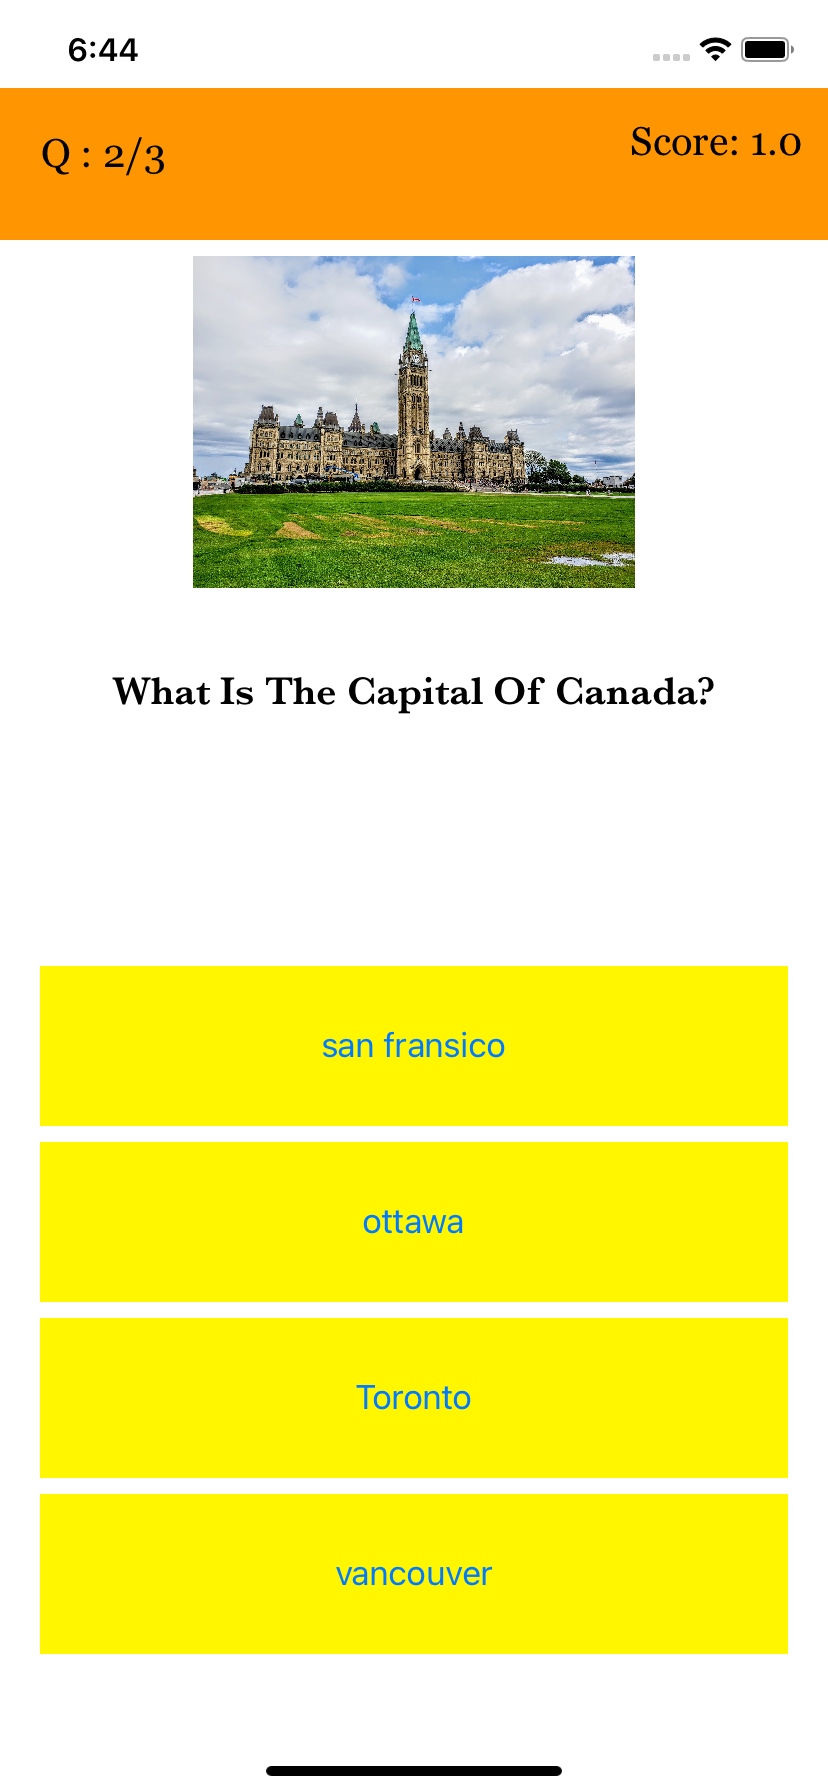 6:44
Q : 2/3
Score: 1.0
What Is The Capital Of Canada?
san fransico
ottawa
Toronto
vancouver